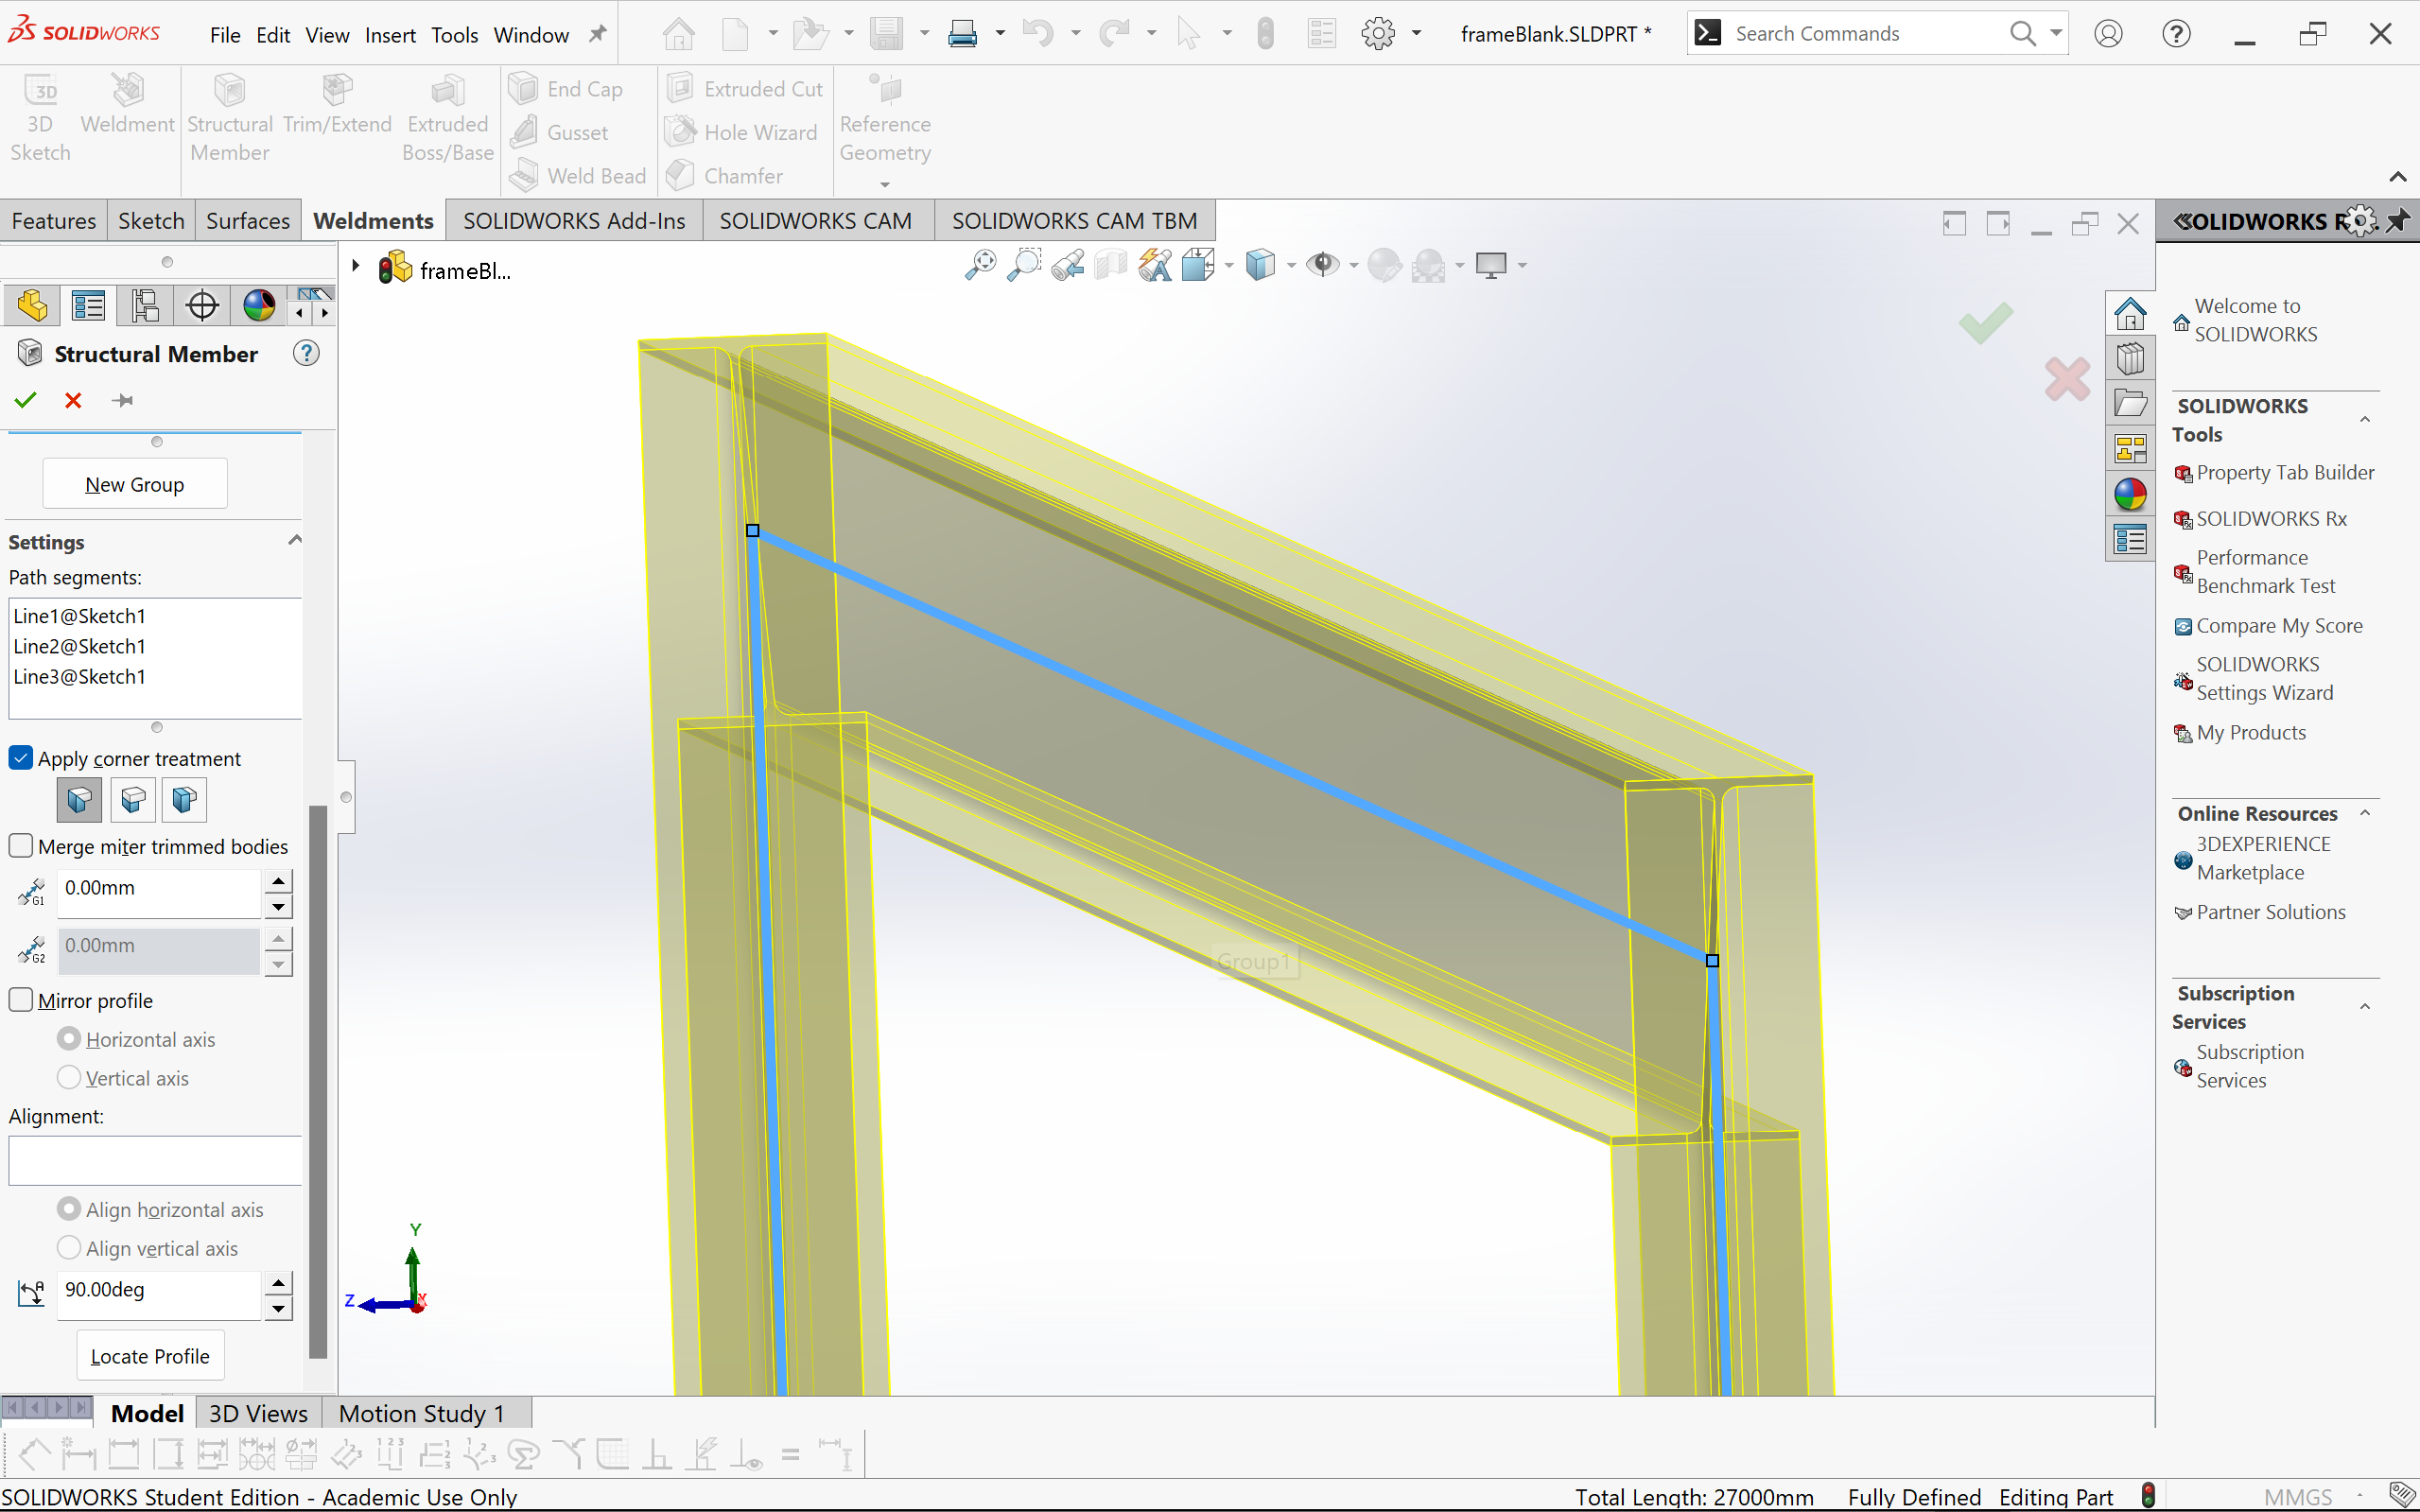 SOLIDWORKS File Edit View Insert Tools Window frameBlank.SLDPRT * Search Commands
3D Sketch
Weldment
Structural Member
Trim/Extend
Extruded Boss/Base
End Cap
Gusset
Weld Bead
Extruded Cut
Hole Wizard
Chamfer
Reference Geometry
Features Sketch Surfaces Weldments SOLIDWORKS Add-Ins SOLIDWORKS CAM SOLIDWORKS CAM TBM
frameBl...
Structural Member
New Group
Settings
Path segments:
Line1@Sketch1
Line2@Sketch1
Line3@Sketch1
Apply corner treatment
Merge miter trimmed bodies
G1 0.00mm
G2 0.00mm
Mirror profile
Horizontal axis
Vertical axis
Alignment:
Align horizontal axis
Align vertical axis
90.00deg
Locate Profile
Group1
Y
Z
X
Welcome to
SOLIDWORKS
SOLIDWORKS
Tools
Property Tab Builder
SOLIDWORKS Rx
Performance
Benchmark Test
Compare My Score
SOLIDWORKS
Settings Wizard
My Products
Online Resources
3DEXPERIENCE
Marketplace
Partner Solutions
Subscription
Services
Subscription
Services
Model 3D Views Motion Study 1
SOLIDWORKS Student Edition - Academic Use Only Total Length: 27000mm Fully Defined Editing Part MMGS